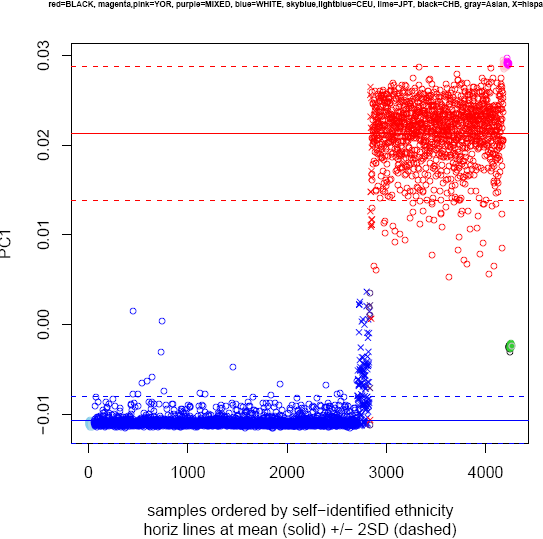 red=BLACK, magenta,pink=YOR, purple=MIXED, blue=WHITE, skyblue,lightblue=CEU, lime=JPT, black=CHB, gray=Asian, X=hispa
0.03
0.02
0.01
0.00
−0.01
PC1
0 1000 2000 3000 4000
samples ordered by self−identified ethnicity
horiz lines at mean (solid) +/− 2SD (dashed)